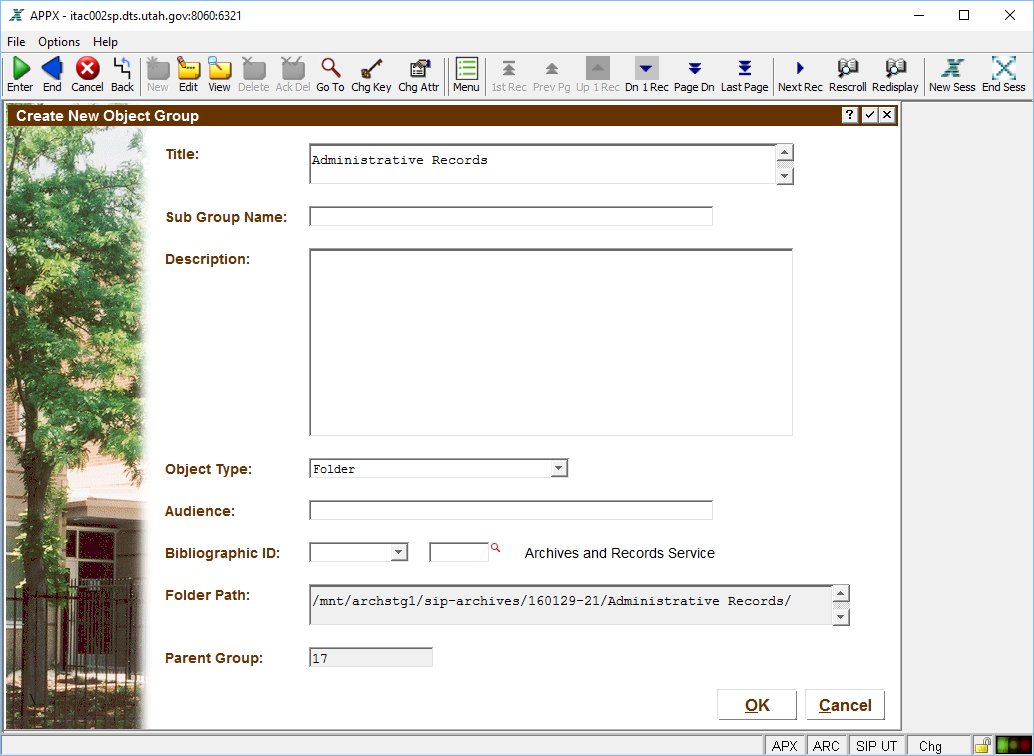 APPX - itac002sp.dts.utah.gov:8060:6321
File Options Help
Enter End Cancel Back New Edit View Delete Ack Del Go To Chg Key Chg Attr Menu 1st Rec Prev Pg Up 1 Rec Dn 1 Rec Page Dn Last Page Next Rec Rescroll Redisplay New Sess End Sess
Create New Object Group ?
Title: Administrative Records
Sub Group Name:
Description:
Object Type: Folder
Audience:
Bibliographic ID: Archives and Records Service
Folder Path: /mnt/archstg1/sip-archives/160129-21/Administrative Records/
Parent Group: 17
OK Cancel
APX ARC SIP UT Chg